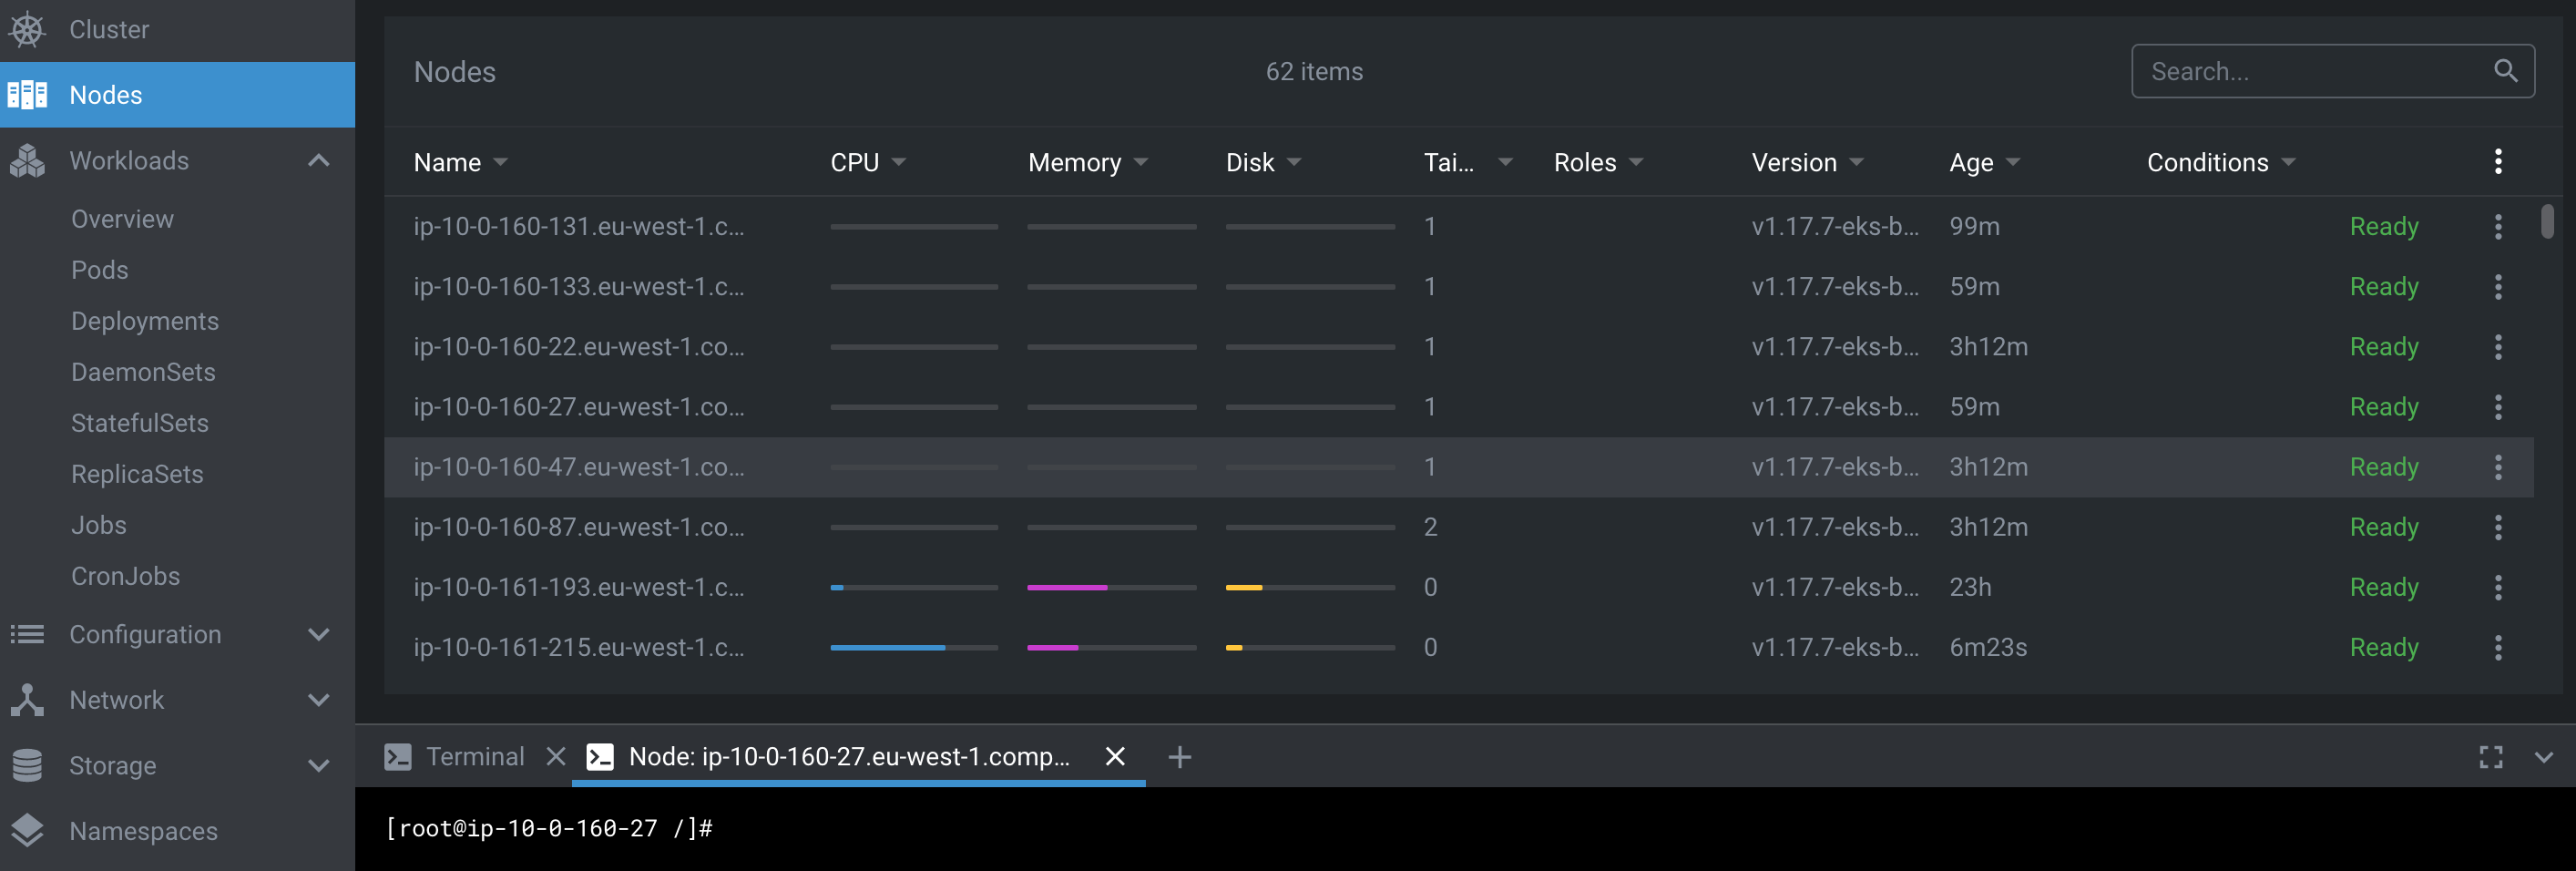 Cluster
Nodes
Workloads
Overview
Pods
Deployments
DaemonSets
StatefulSets
ReplicaSets
Jobs
CronJobs
Configuration
Network
Storage
Namespaces
Nodes 62 items Search...
Name CPU Memory Disk Tai... Roles Version Age Conditions
ip-10-0-160-131.eu-west-1.c... 1 v1.17.7-eks-b... 99m Ready
ip-10-0-160-133.eu-west-1.c... 1 v1.17.7-eks-b... 59m Ready
ip-10-0-160-22.eu-west-1.co... 1 v1.17.7-eks-b... 3h12m Ready
ip-10-0-160-27.eu-west-1.co... 1 v1.17.7-eks-b... 59m Ready
ip-10-0-160-47.eu-west-1.co... 1 v1.17.7-eks-b... 3h12m Ready
ip-10-0-160-87.eu-west-1.co... 2 v1.17.7-eks-b... 3h12m Ready
ip-10-0-161-193.eu-west-1.c... 0 v1.17.7-eks-b... 23h Ready
ip-10-0-161-215.eu-west-1.c... 0 v1.17.7-eks-b... 6m23s Ready
Terminal Node: ip-10-0-160-27.eu-west-1.comp...
[root@ip-10-0-160-27 /]#